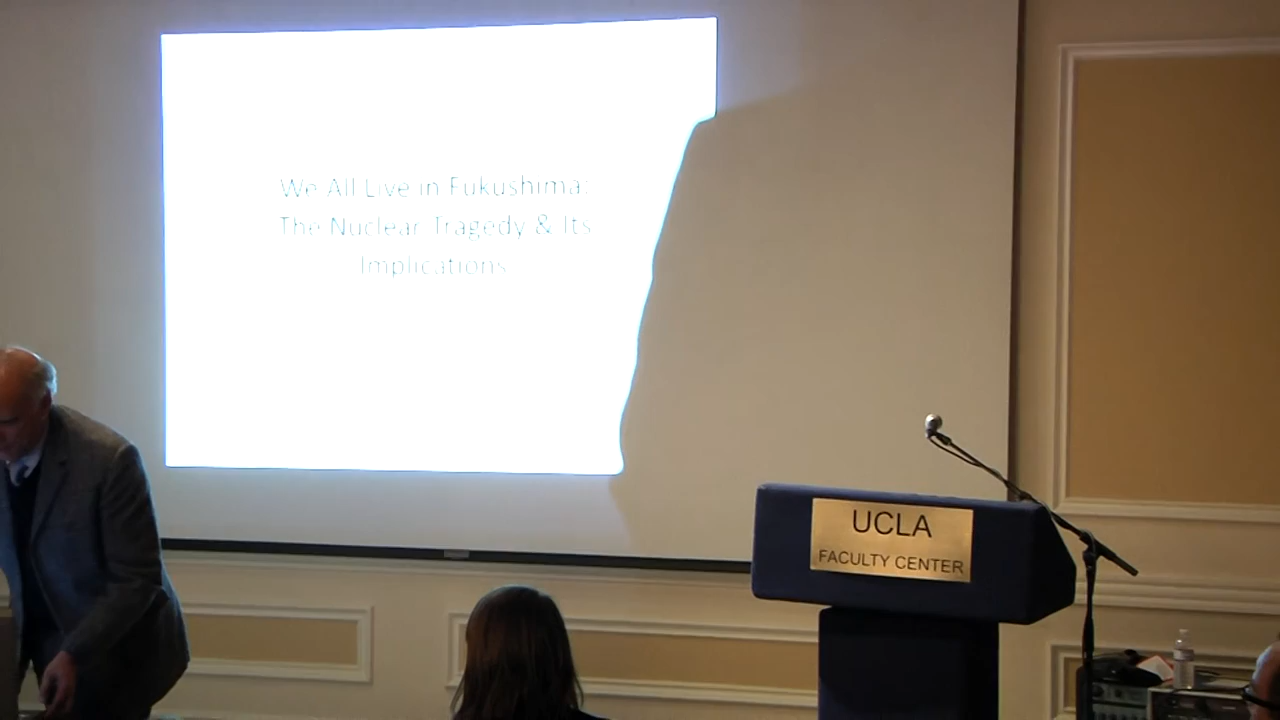 We All Live in Fukushima:
The Nuclear Tragedy & Its
Implications
UCLA
FACULTY CENTER